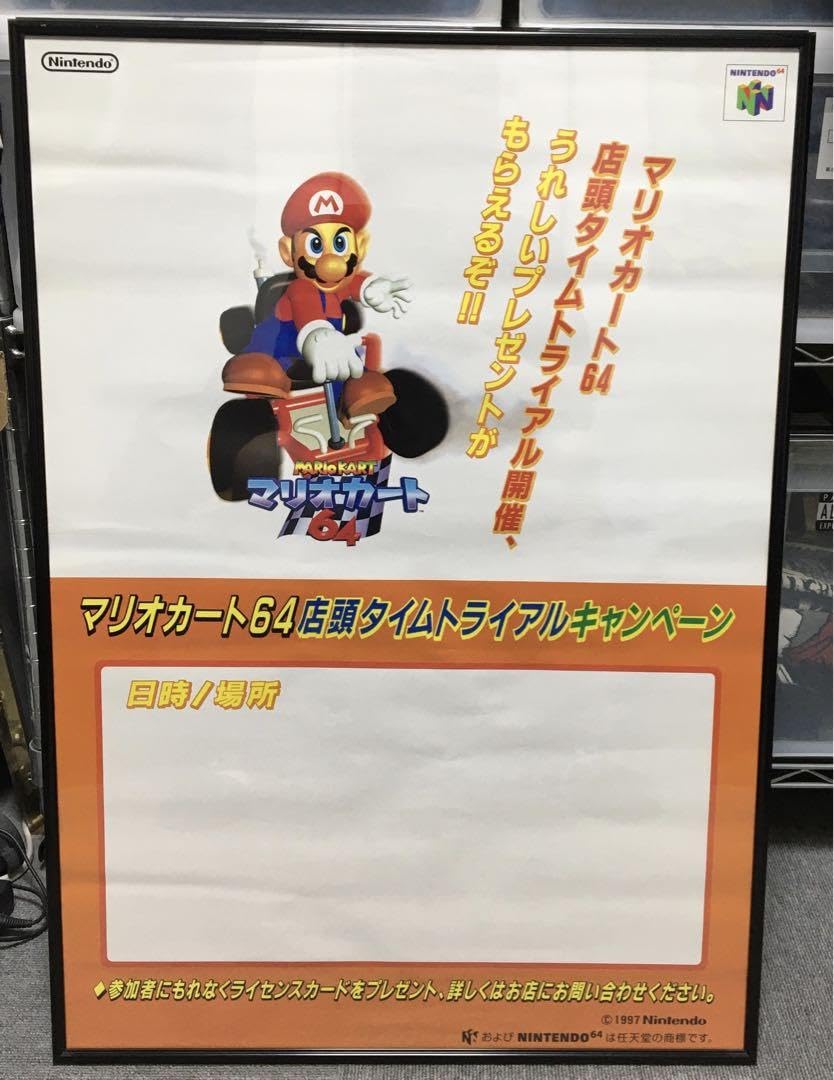 Nintendo
NINTENDO64
マリオカート64
店頭タイムトライアル開催、
うれしいプレゼントが
もらえるぞ!!
M
MARIO KART
マリオカート
64
TM
マリオカート64店頭タイムトライアルキャンペーン
日時/場所
◆参加者にもれなくライセンスカードをプレゼント、詳しくはお店にお問い合わせください。
©1997 Nintendo
および NINTENDO64 は任天堂の商標です。